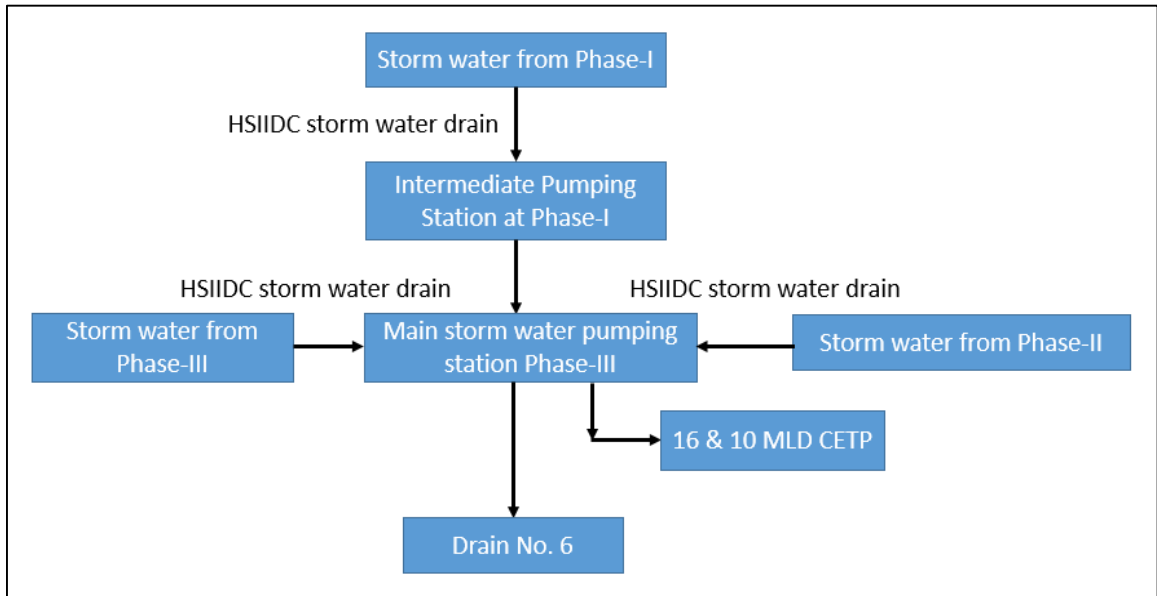 Storm water from Phase-I
HSIIDC storm water drain
Intermediate Pumping
Station at Phase-I
HSIIDC storm water drain
HSIIDC storm water drain
Storm water from
Phase-III
Main storm water pumping
station Phase-III
Storm water from Phase-II
16 & 10 MLD CETP
Drain No. 6